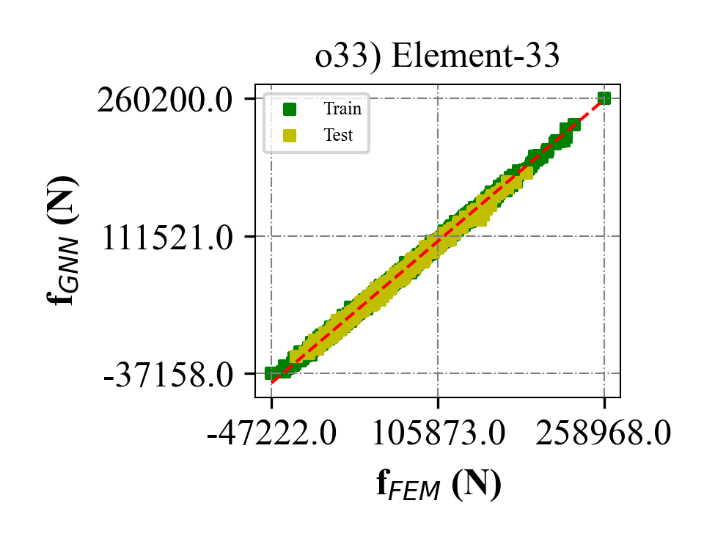 o33) Element-33
260200.0
Train
Test
111521.0
-37158.0
f_GNN (N)
-47222.0 105873.0 258968.0
f_FEM (N)